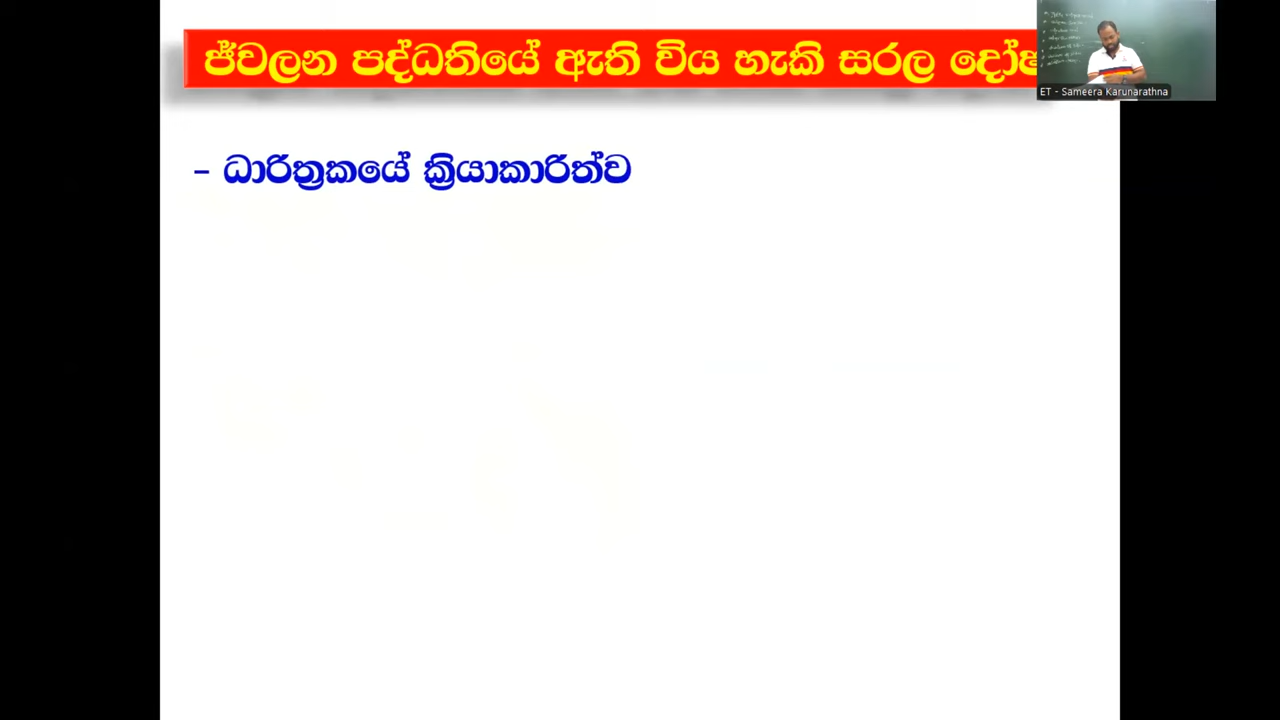 ජ්වලන පද්ධතියේ ඇති විය හැකි සරල දෝෂ
ET - Sameera Karunarathna
– ධාරිත්‍රකයේ ක්‍රියාකාරිත්ව